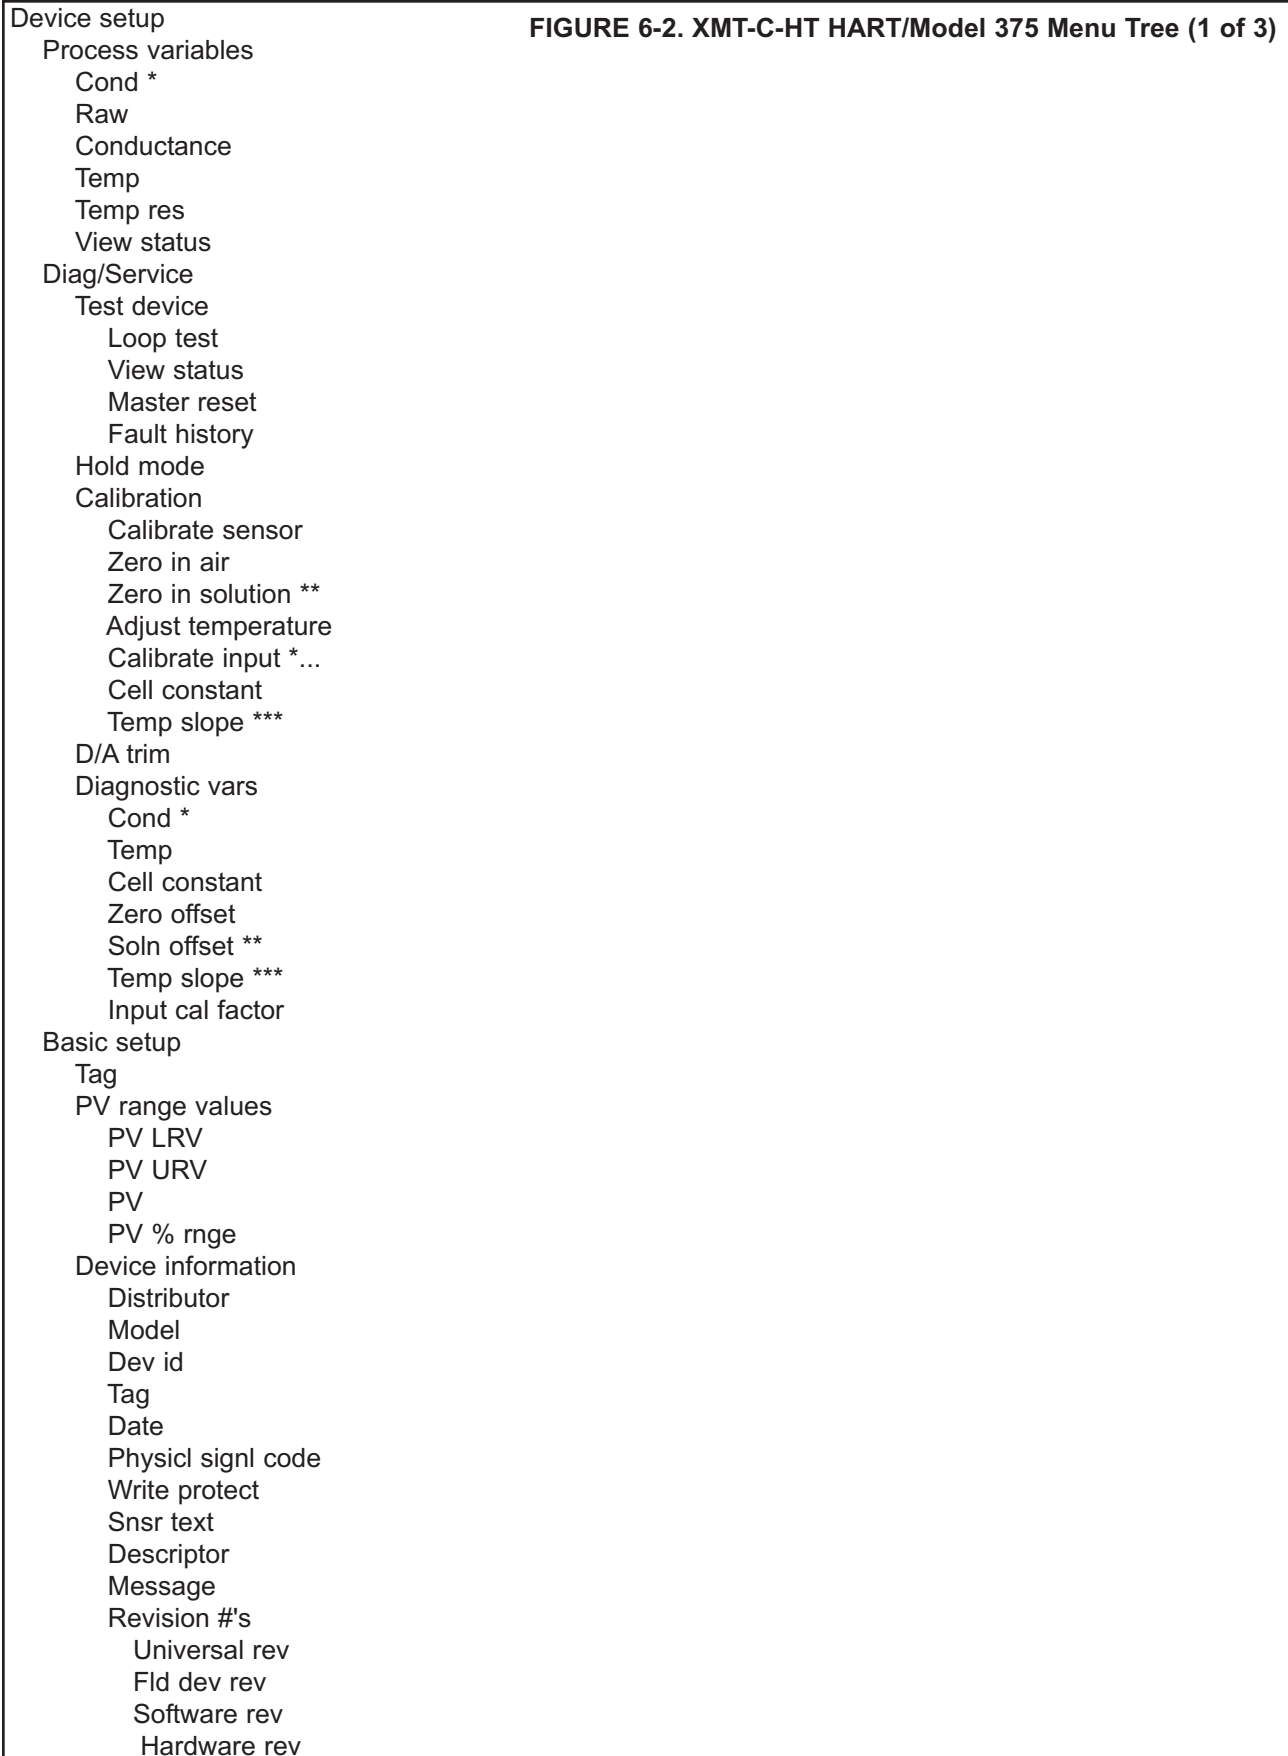 Device setup
FIGURE 6-2. XMT-C-HT HART/Model 375 Menu Tree (1 of 3)
Process variables
Cond *
Raw
Conductance
Temp
Temp res
View status
Diag/Service
Test device
Loop test
View status
Master reset
Fault history
Hold mode
Calibration
Calibrate sensor
Zero in air
Zero in solution **
Adjust temperature
Calibrate input *...
Cell constant
Temp slope ***
D/A trim
Diagnostic vars
Cond *
Temp
Cell constant
Zero offset
Soln offset **
Temp slope ***
Input cal factor
Basic setup
Tag
PV range values
PV LRV
PV URV
PV
PV % rnge
Device information
Distributor
Model
Dev id
Tag
Date
Physicl signl code
Write protect
Snsr text
Descriptor
Message
Revision #'s
Universal rev
Fld dev rev
Software rev
Hardware rev